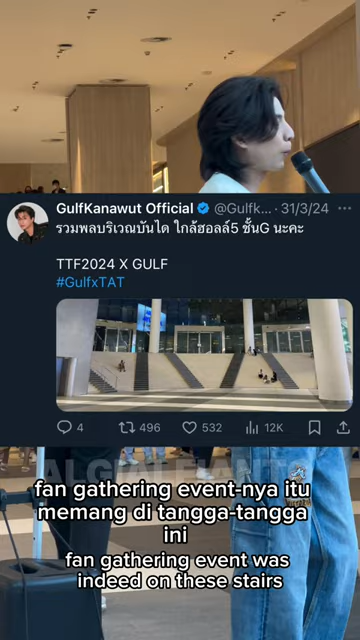 GulfKanawut Official @Gulfk... · 31/3/24 ...
รวมพลบริเวณบันได ใกล้ฮอลล์5 ชั้นG นะคะ
TTF2024 X GULF
#GulfxTAT
4 496 532 12K
fan gathering event-nya itu
memang di tangga-tangga
ini
fan gathering event was
indeed on these stairs